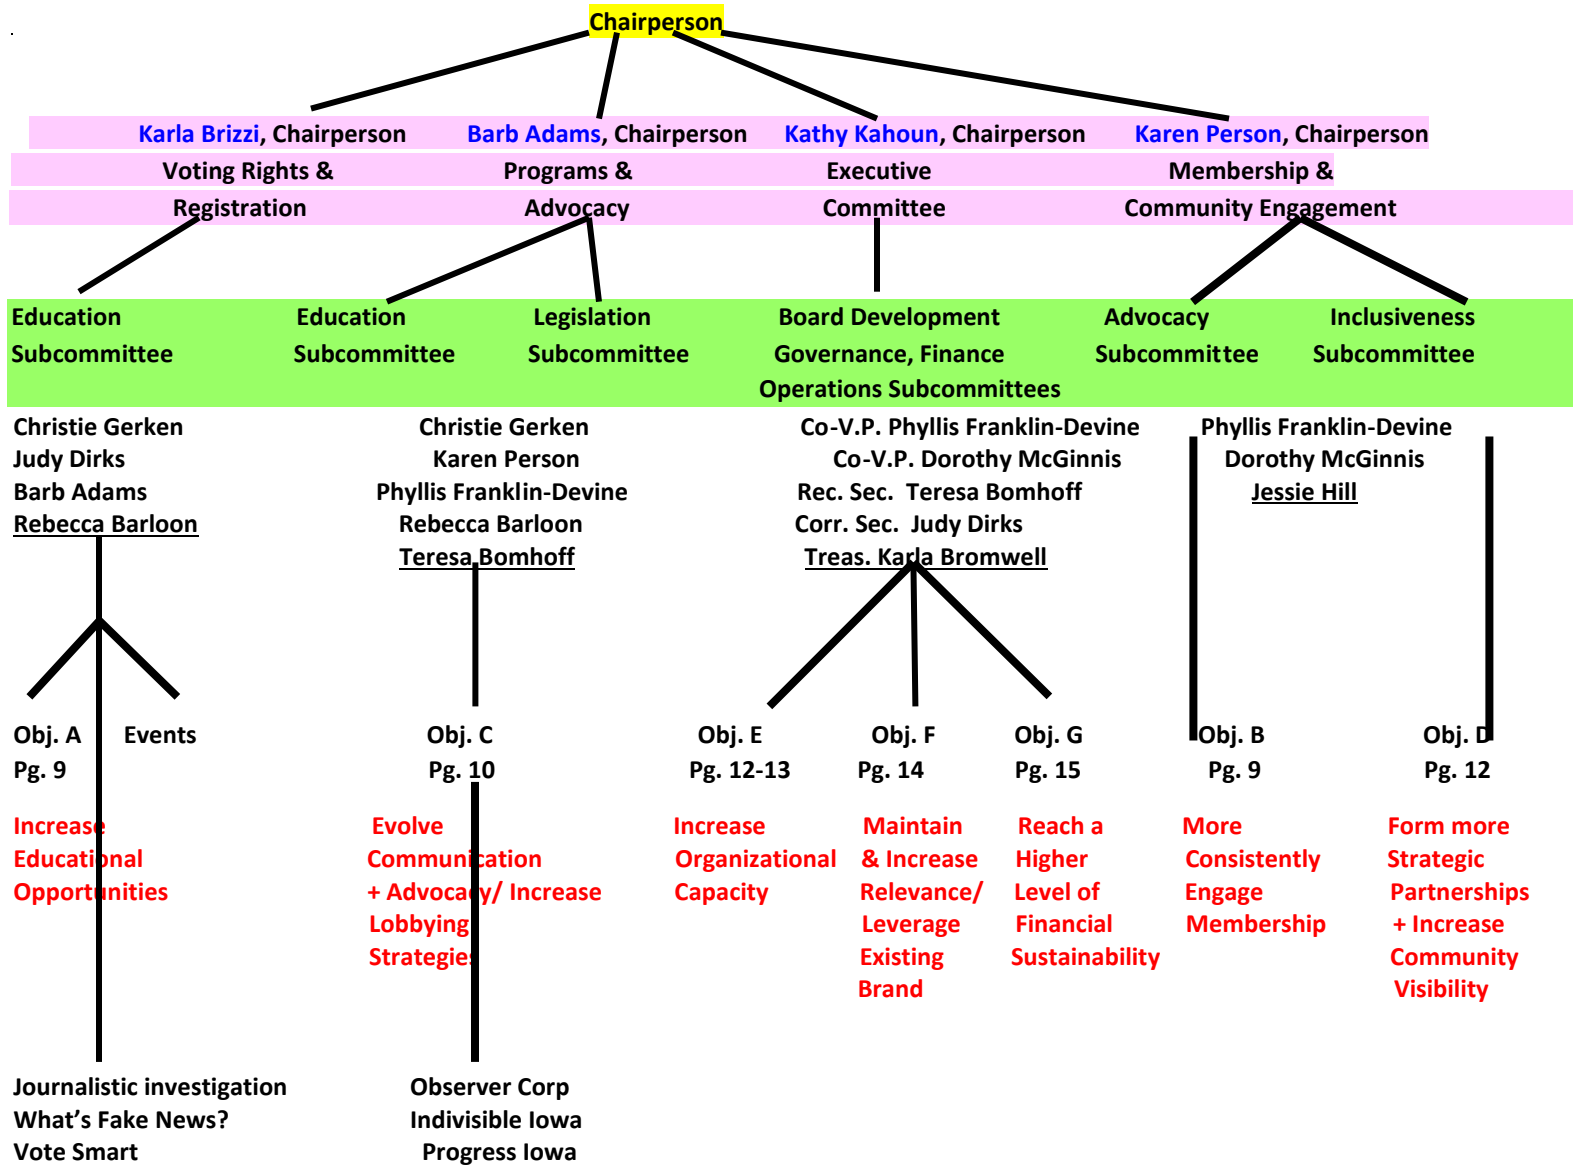 Chairperson
Karla Brizzi, Chairperson Barb Adams, Chairperson Kathy Kahoun, Chairperson Karen Person, Chairperson
Voting Rights & Programs & Executive Membership &
Registration Advocacy Committee Community Engagement
Education Education Legislation Board Development Advocacy Inclusiveness
Subcommittee Subcommittee Subcommittee Governance, Finance Subcommittee Subcommittee
Operations Subcommittees
Christie Gerken Christie Gerken Co-V.P. Phyllis Franklin-Devine Phyllis Franklin-Devine
Judy Dirks Karen Person Co-V.P. Dorothy McGinnis Dorothy McGinnis
Barb Adams Phyllis Franklin-Devine Rec. Sec. Teresa Bomhoff Jessie Hill
Rebecca Barloon Rebecca Barloon Corr. Sec. Judy Dirks
Teresa Bomhoff Treas. Karla Bromwell
Obj. A Events Obj. C Obj. E Obj. F Obj. G Obj. B Obj. D
Pg. 9 Pg. 10 Pg. 12-13 Pg. 14 Pg. 15 Pg. 9 Pg. 12
Increase Evolve Increase Maintain Reach a More Form more
Educational Communication Organizational & Increase Higher Consistently Strategic
Opportunities + Advocacy/ Increase Capacity Relevance/ Level of Engage Partnerships
Lobbying Leverage Financial Membership + Increase
Strategies Existing Sustainability Community
Brand Visibility
Journalistic investigation Observer Corp
What’s Fake News? Indivisible Iowa
Vote Smart Progress Iowa